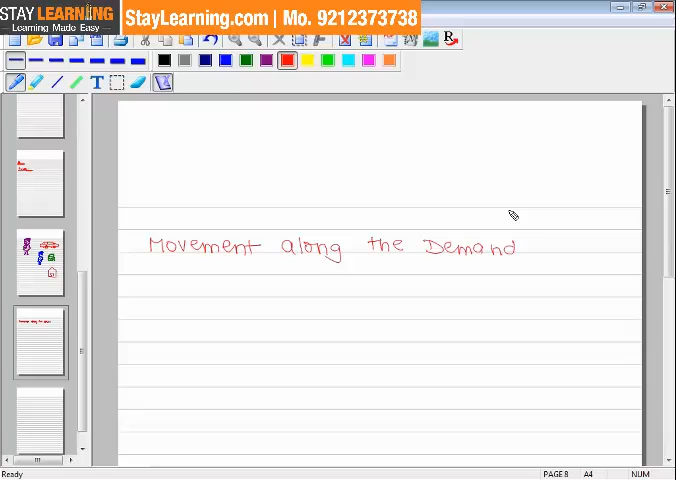 STAY LEARNING
Learning Made Easy
StayLearning.com | Mo. 9212373738
T R
Movement along the Demand
Ready
PAGE 8 A4 NUM